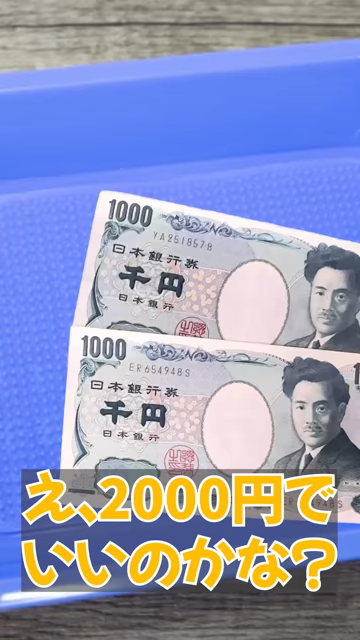 1000
YA251857B
日本銀行券
千円
日本銀行
1000
ER654948S
日本銀行券
千円
日本銀行
え、2000円で
いいのかな?